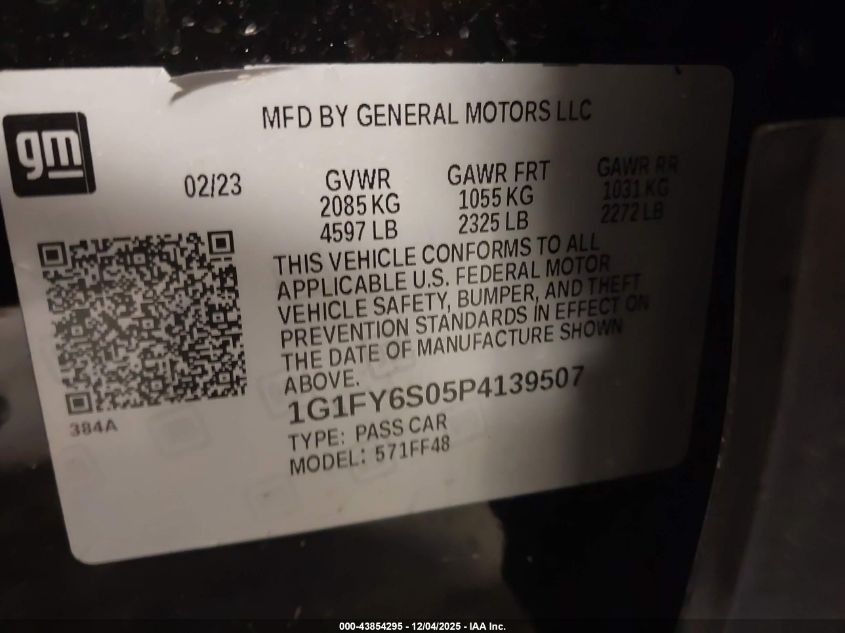 MFD BY GENERAL MOTORS LLC
gm
02/23
GVWR GAWR FRT GAWR RR
2085 KG 1055 KG 1031 KG
4597 LB 2325 LB 2272 LB
THIS VEHICLE CONFORMS TO ALL
APPLICABLE U.S. FEDERAL MOTOR
VEHICLE SAFETY, BUMPER, AND THEFT
PREVENTION STANDARDS IN EFFECT ON
THE DATE OF MANUFACTURE SHOWN
ABOVE.
1G1FY6S05P4139507
384A
TYPE: PASS CAR
MODEL: 571FF48
000-43854295 - 12/04/2025 - IAA Inc.